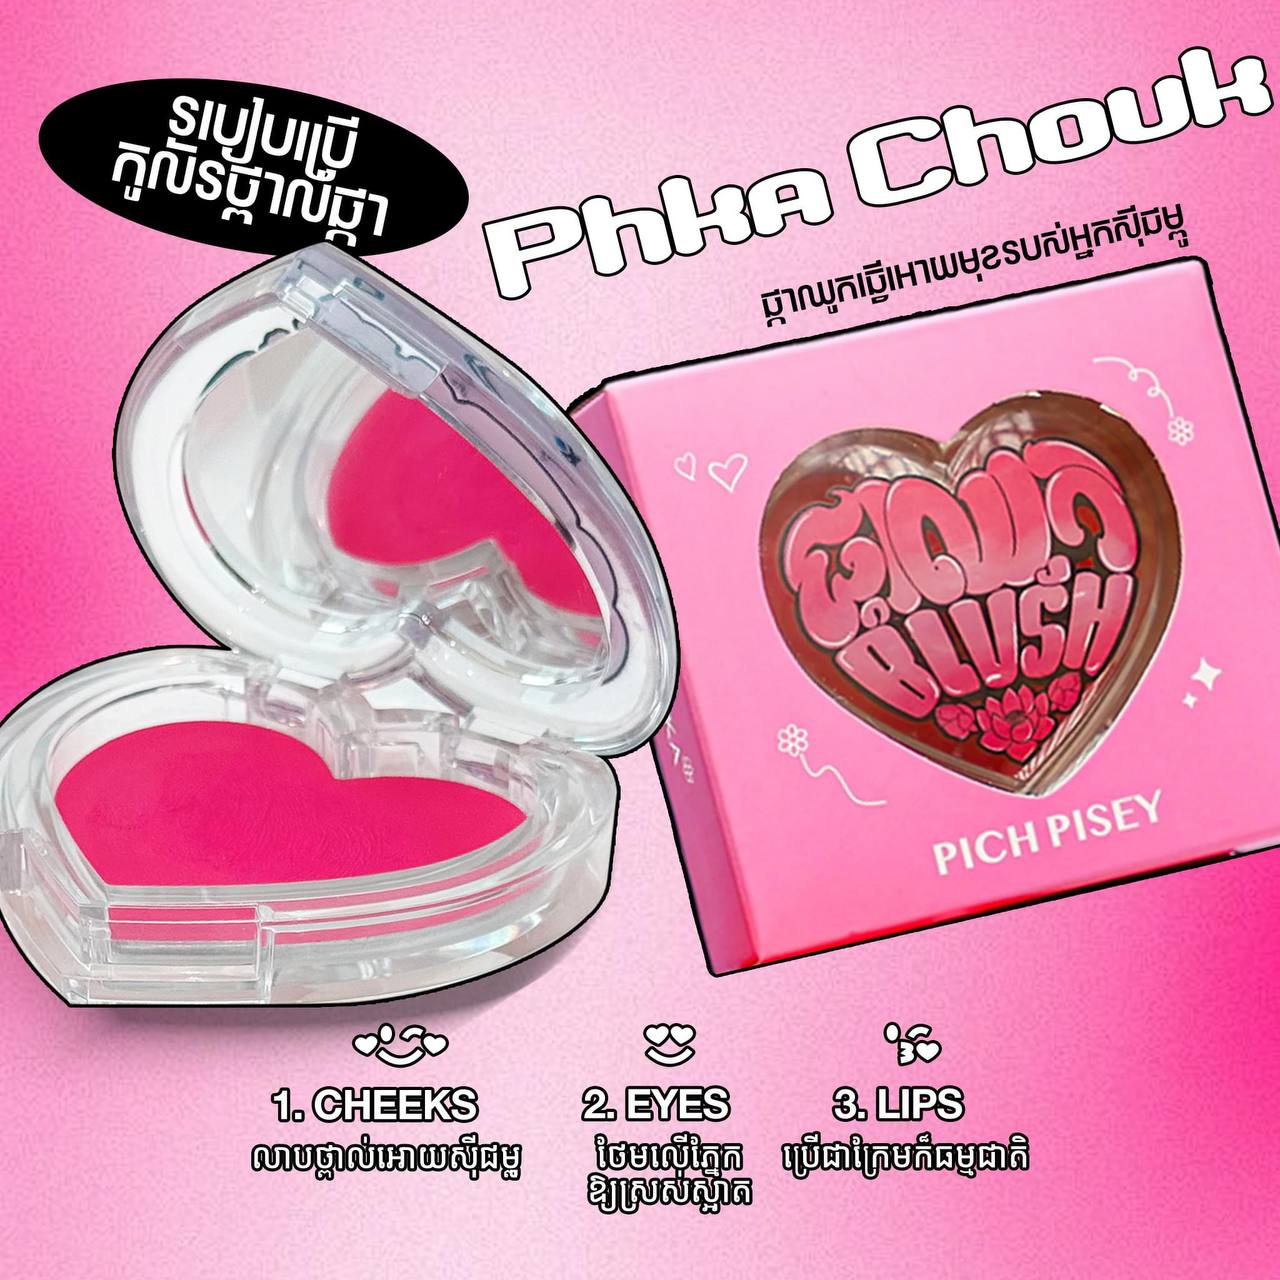 របៀបប្រើ
កូល័រថ្ពាល់ផ្កា
Phka Chouk
ផ្កាឈូកធ្វើអោយមុខរបស់អ្នកស៊ីជម្ពូ
ផ្កាឈូក
BLUSH
PICH PISEY
1. CHEEKS
លាបថ្ពាល់អោយស៊ីជម្ពូ
2. EYES
ថែមលើភ្នែក
ឱ្យស្រស់ស្អាត
3. LIPS
ប្រើជាក្រែមក៏ធម្មជាតិ